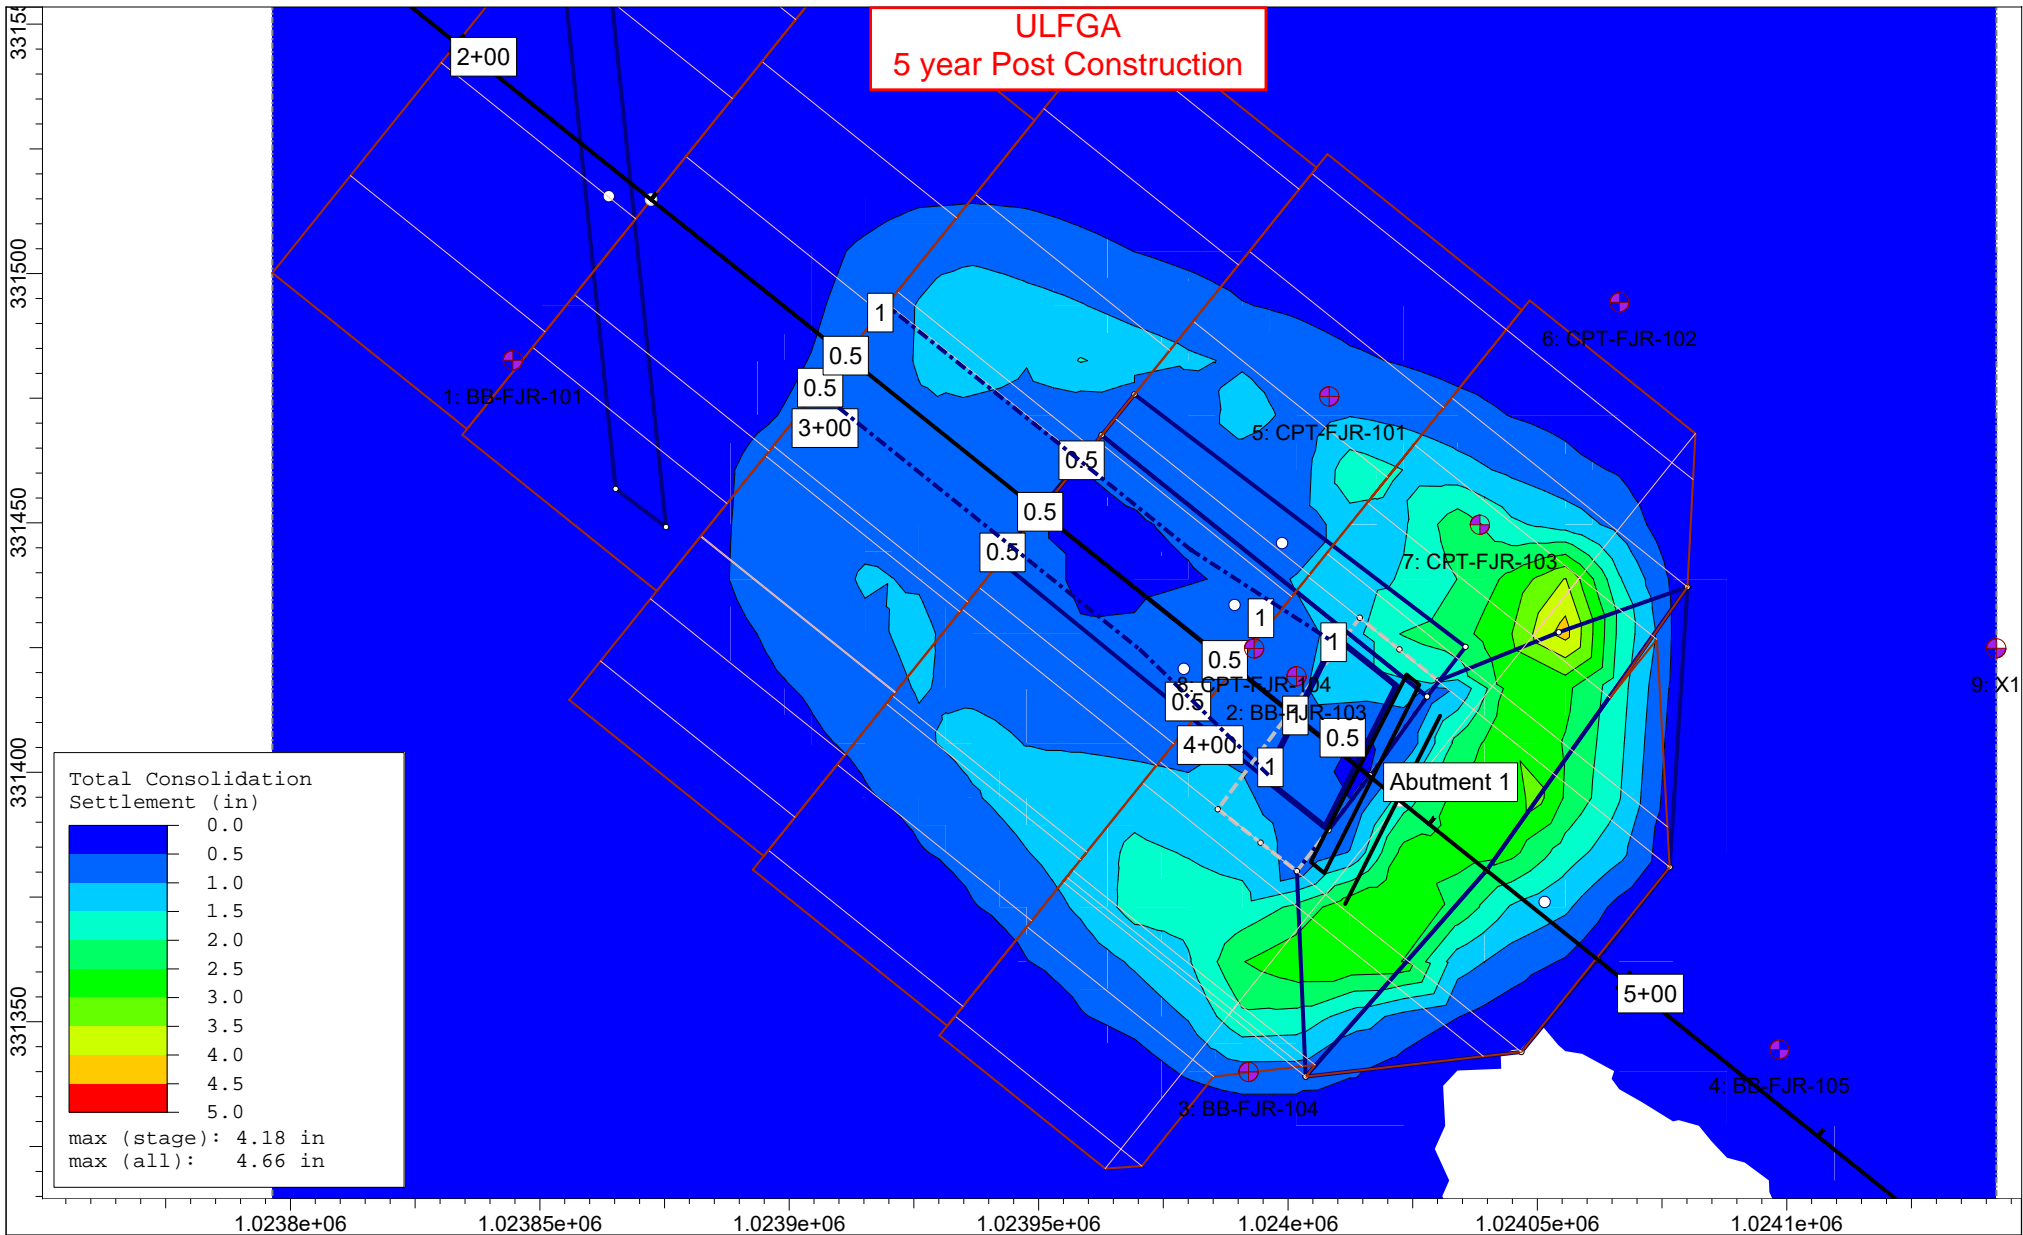 ULFGA
5 year Post Construction
2+00
1
0.5
0.5
3+00
1: BB-FJR-101
6: CPT-FJR-102
5: CPT-FJR-101
0.5
0.5
0.5
7: CPT-FJR-103
1
1
0.5
8: CPT-FJR-104
9: X1
0.5
2: BB-FJR-103
1
0.5
4+00
1
Abutment 1
5+00
4: BB-FJR-105
3: BB-FJR-104
Total Consolidation
Settlement (in)
0.0
0.5
1.0
1.5
2.0
2.5
3.0
3.5
4.0
4.5
5.0
max (stage): 4.18 in
max (all): 4.66 in
331500
331450
331400
331350
1.0238e+06
1.02385e+06
1.0239e+06
1.02395e+06
1.024e+06
1.02405e+06
1.0241e+06